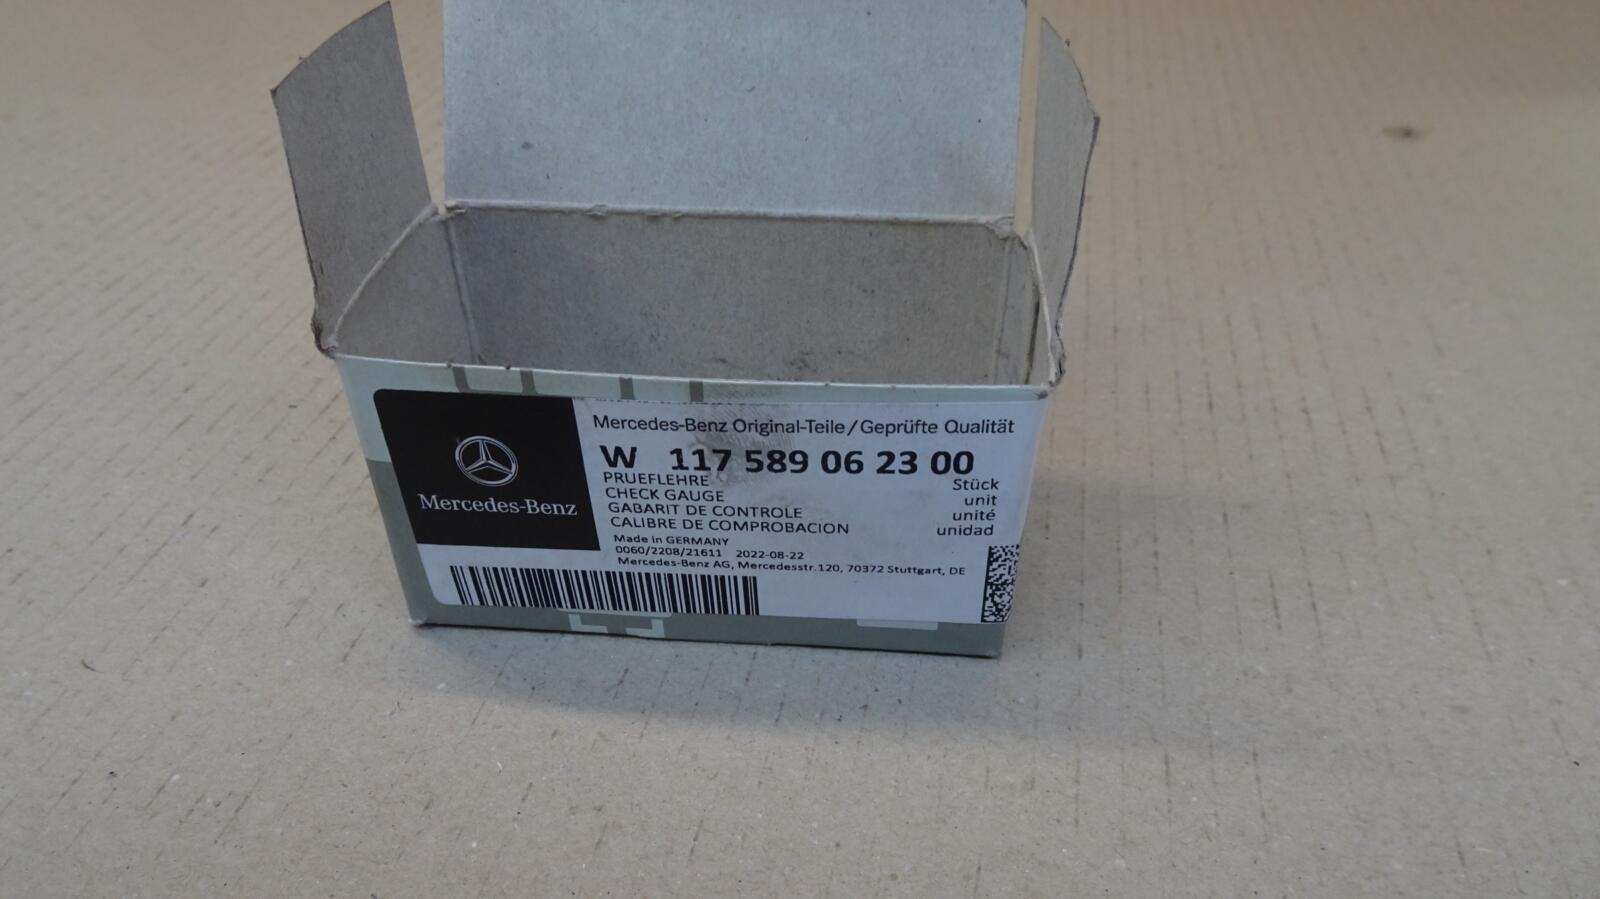 Mercedes-Benz
Mercedes-Benz Original-Teile/Geprüfte Qualität
W 117 589 06 23 00
PRUEFLEHRE Stück
CHECK GAUGE unit
GABARIT DE CONTROLE unité
CALIBRE DE COMPROBACION unidad
Made in GERMANY
0060/2208/21611 2022-08-22
Mercedes-Benz AG, Mercedesstr.120, 70372 Stuttgart, DE